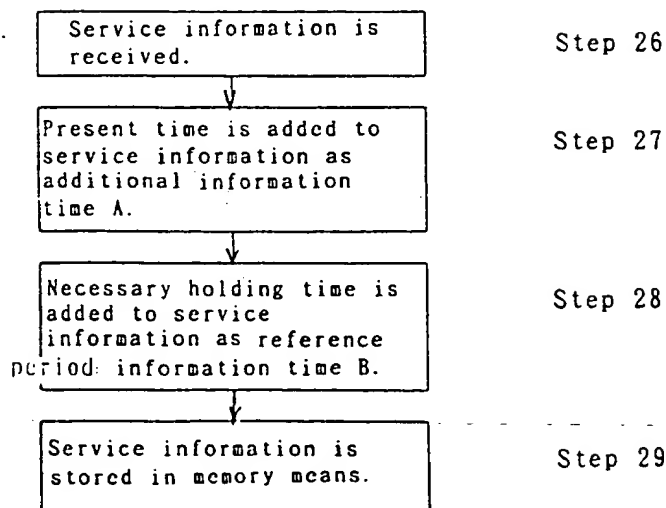 Service information is
received.
Step 26
Present time is added to
service information as
additional information
time A.
Step 27
Necessary holding time is
added to service
information as reference
period information time B.
Step 28
Service information is
stored in memory means.
Step 29